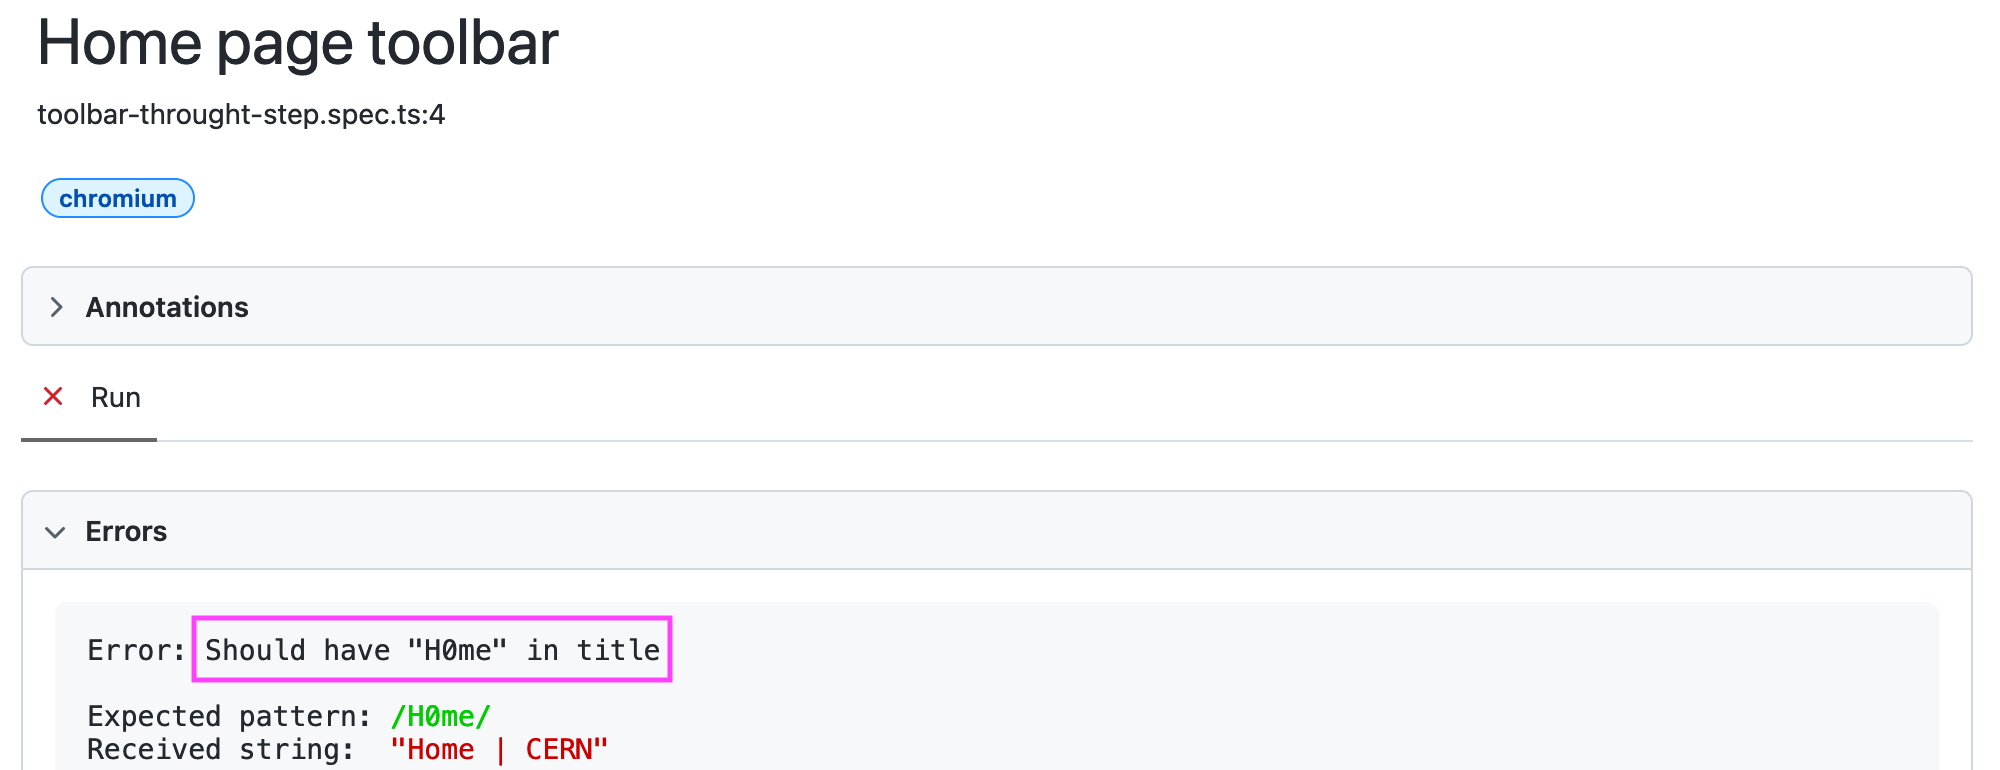 Home page toolbar
toolbar-throught-step.spec.ts:4
chromium
Annotations
Run
Errors
Error: Should have "H0me" in title
Expected pattern: /H0me/
Received string:  "Home | CERN"